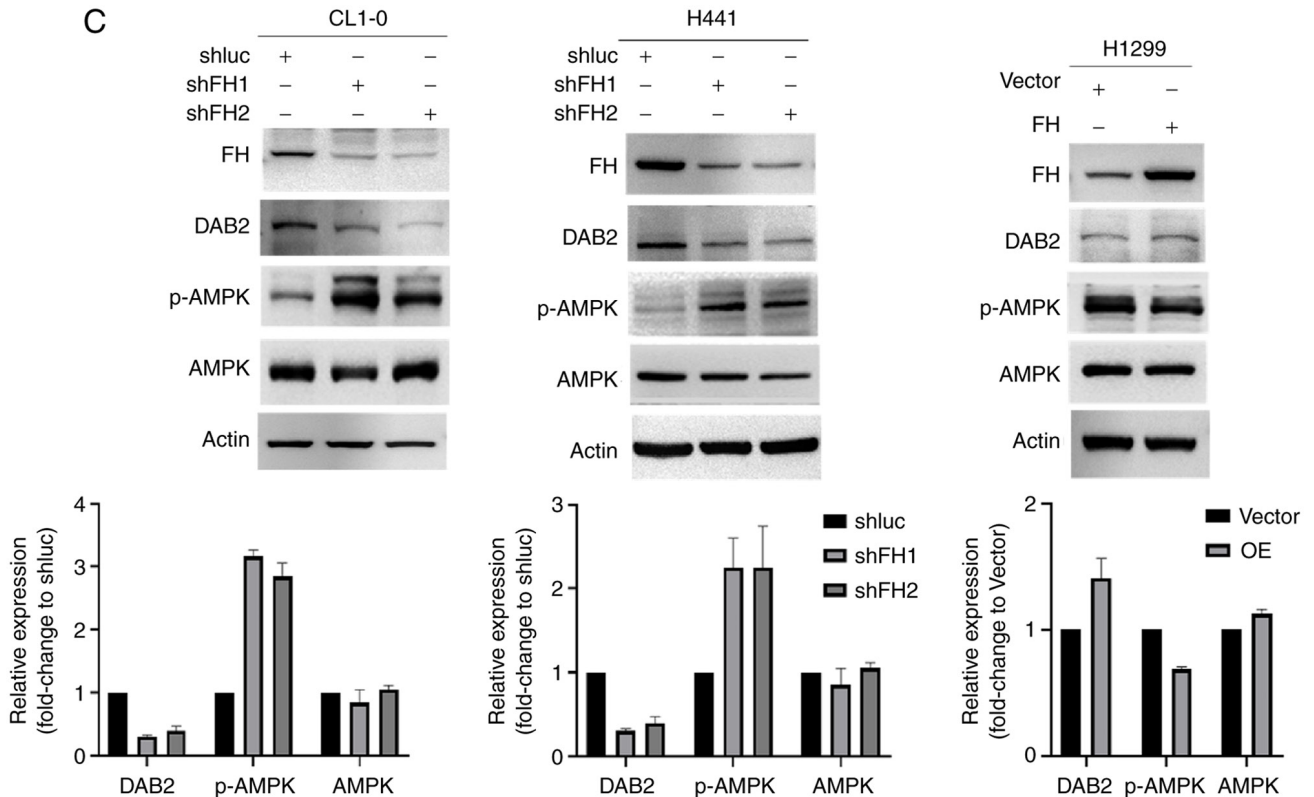 C
CL1-0
shluc + – –
shFH1 – + –
shFH2 – – +
FH
DAB2
p-AMPK
AMPK
Actin
H441
shluc + – –
shFH1 – + –
shFH2 – – +
FH
DAB2
p-AMPK
AMPK
Actin
H1299
Vector + –
FH – +
FH
DAB2
p-AMPK
AMPK
Actin
Relative expression
(fold-change to shluc)
4
3
2
1
0
DAB2 p-AMPK AMPK
Relative expression
(fold-change to shluc)
3
2
1
0
DAB2 p-AMPK AMPK
shluc
shFH1
shFH2
Relative expression
(fold-change to Vector)
2
1
0
DAB2 p-AMPK AMPK
Vector
OE